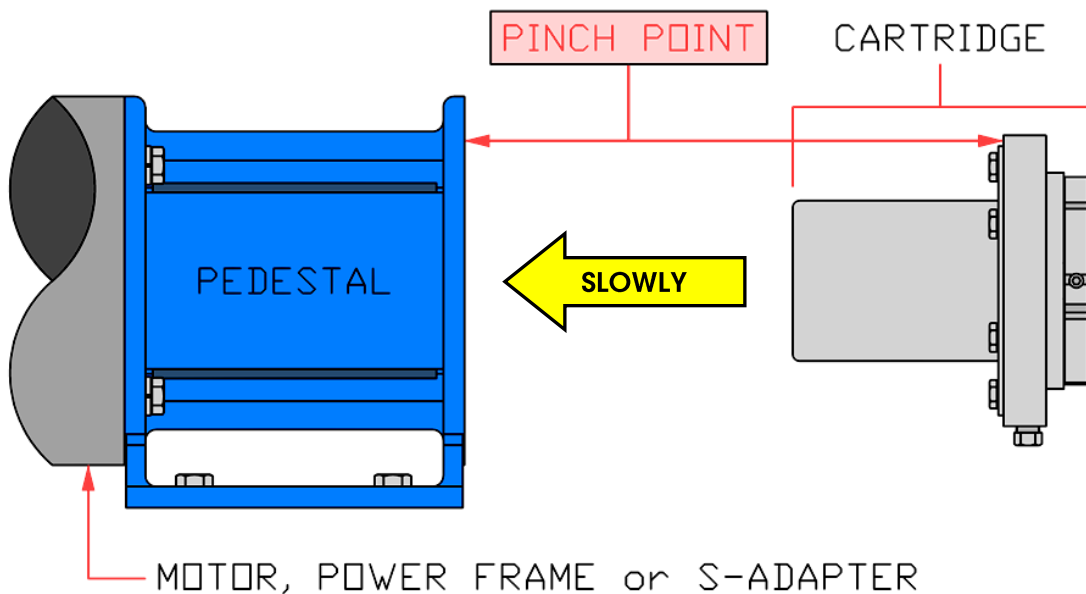 PINCH POINT
CARTRIDGE
PEDESTAL
SLOWLY
MOTOR, POWER FRAME or S-ADAPTER